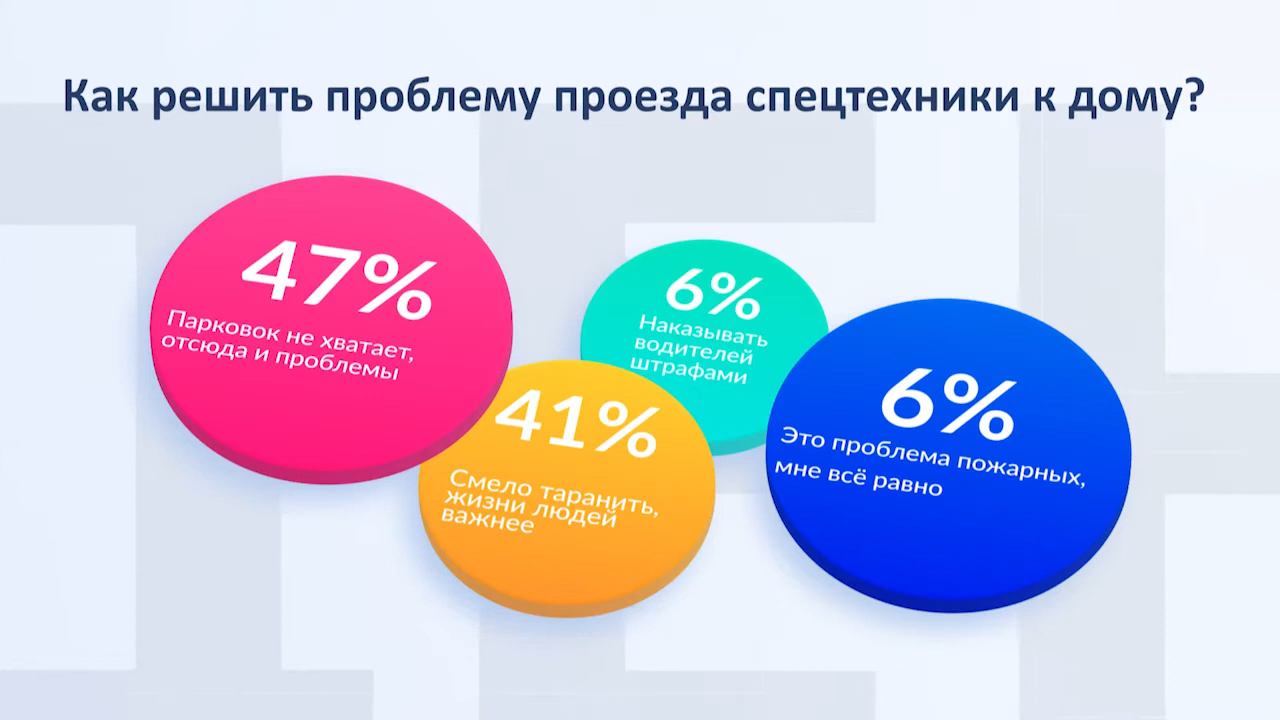 Как решить проблему проезда спецтехники к дому?
47%
Парковок не хватает,
отсюда и проблемы
41%
Смело таранить,
жизни людей
важнее
6%
Наказывать
водителей
штрафами
6%
Это проблема пожарных,
мне всё равно